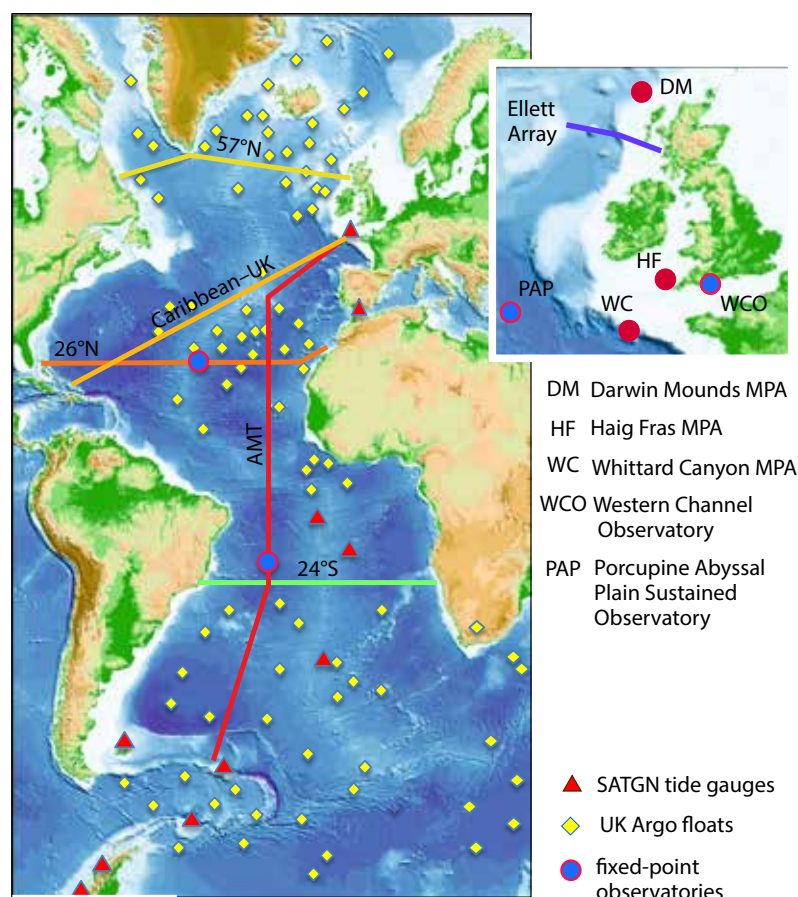 57°N
Caribbean–UK
26°N
AMT
24°S
DM
Ellett
Array
HF
PAP
WC
WCO
DM Darwin Mounds MPA
HF Haig Fras MPA
WC Whittard Canyon MPA
WCO Western Channel
Observatory
PAP Porcupine Abyssal
Plain Sustained
Observatory
SATGN tide gauges
UK Argo floats
fixed-point
observatories